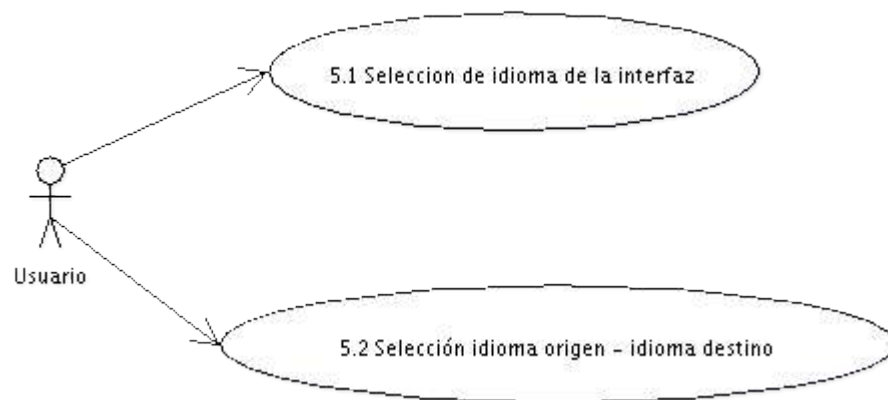 5.1 Seleccion de idioma de la interfaz
Usuario
5.2 Selección idioma origen - idioma destino